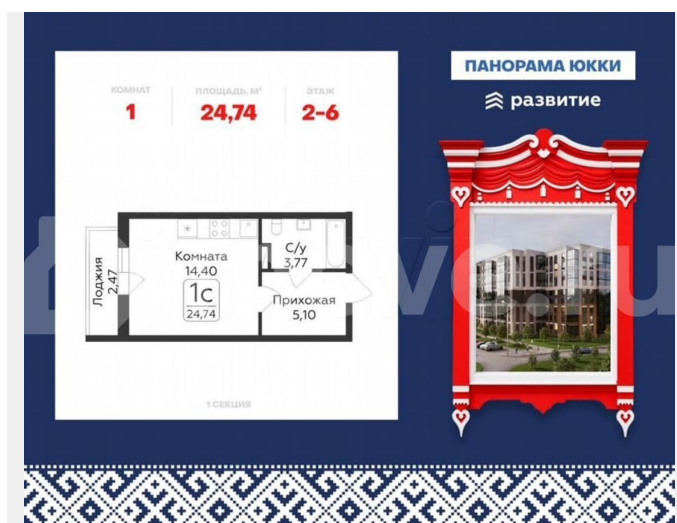 КОМНАТ
ПЛОЩАДЬ. М²
ЭТАЖ
1
24,74
2-6
ПАНОРАМА ЮККИ
развитие
Лоджия
2,47
Комната
14,40
1С
24,74
С/у
3,77
Прихожая
5,10
1 СЕКЦИЯ